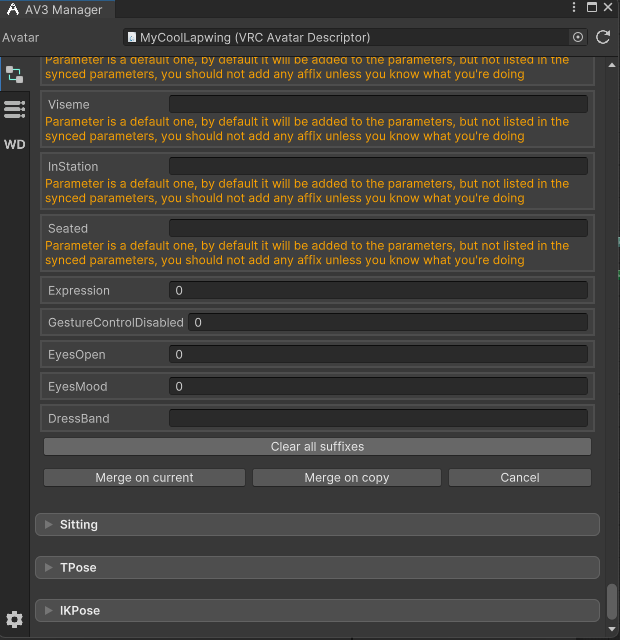 AV3 Manager
Avatar
MyCoolLapwing (VRC Avatar Descriptor)
Parameter is a default one, by default it will be added to the parameters, but not listed in the
synced parameters, you should not add any affix unless you know what you're doing
Viseme
Parameter is a default one, by default it will be added to the parameters, but not listed in the
synced parameters, you should not add any affix unless you know what you're doing
WD
InStation
Parameter is a default one, by default it will be added to the parameters, but not listed in the
synced parameters, you should not add any affix unless you know what you're doing
Seated
Parameter is a default one, by default it will be added to the parameters, but not listed in the
synced parameters, you should not add any affix unless you know what you're doing
Expression 0
GestureControlDisabled 0
EyesOpen 0
EyesMood 0
DressBand
Clear all suffixes
Merge on current Merge on copy Cancel
Sitting
TPose
IKPose